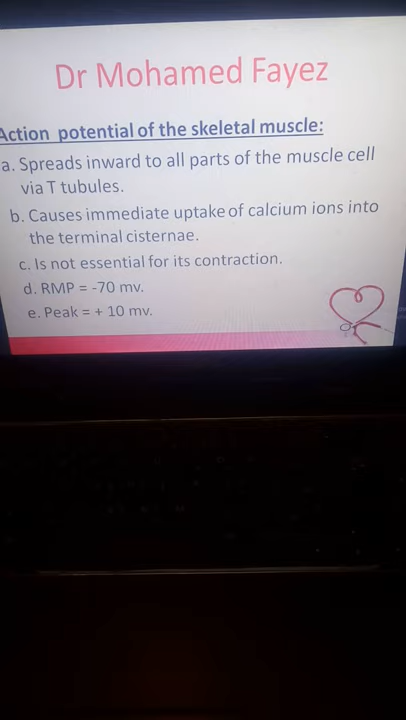 Dr Mohamed Fayez
Action potential of the skeletal muscle:
a. Spreads inward to all parts of the muscle cell
via T tubules.
b. Causes immediate uptake of calcium ions into
the terminal cisternae.
c. Is not essential for its contraction.
d. RMP = -70 mv.
e. Peak = + 10 mv.